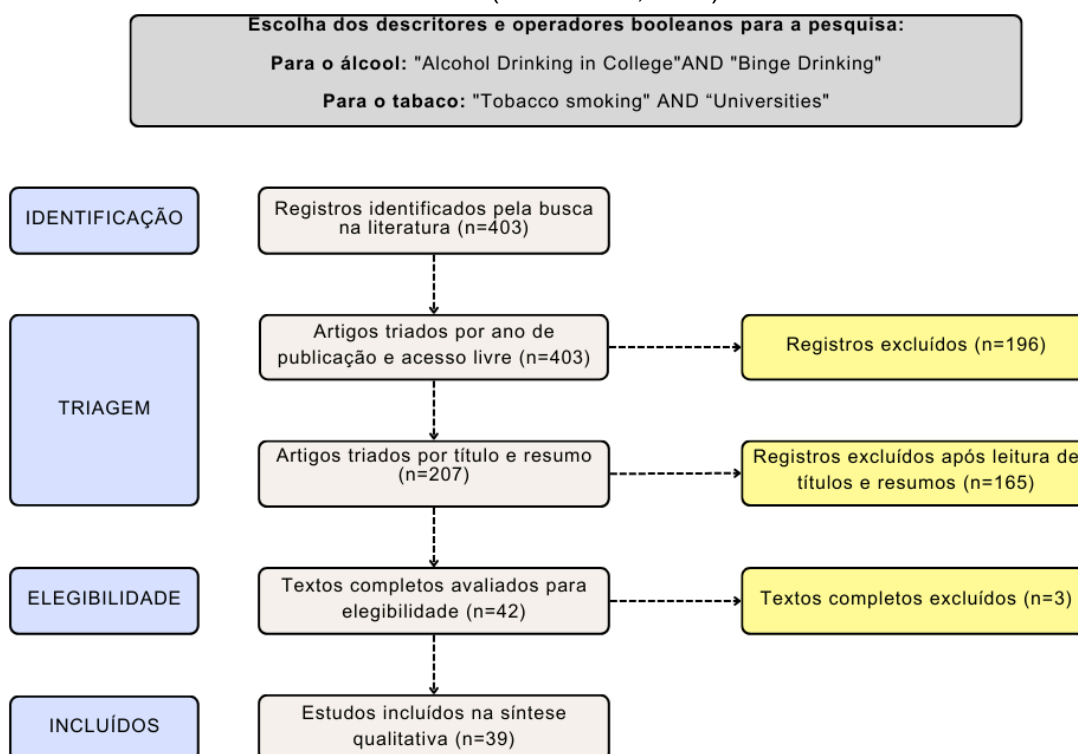 Escolha dos descritores e operadores booleanos para a pesquisa:
Para o álcool: "Alcohol Drinking in College"AND "Binge Drinking"
Para o tabaco: "Tobacco smoking" AND “Universities"
IDENTIFICAÇÃO
Registros identificados pela busca
na literatura (n=403)
TRIAGEM
Artigos triados por ano de
publicação e acesso livre (n=403)
Registros excluídos (n=196)
Artigos triados por título e resumo
(n=207)
Registros excluídos após leitura de
títulos e resumos (n=165)
ELEGIBILIDADE
Textos completos avaliados para
elegibilidade (n=42)
Textos completos excluídos (n=3)
INCLUÍDOS
Estudos incluídos na síntese
qualitativa (n=39)